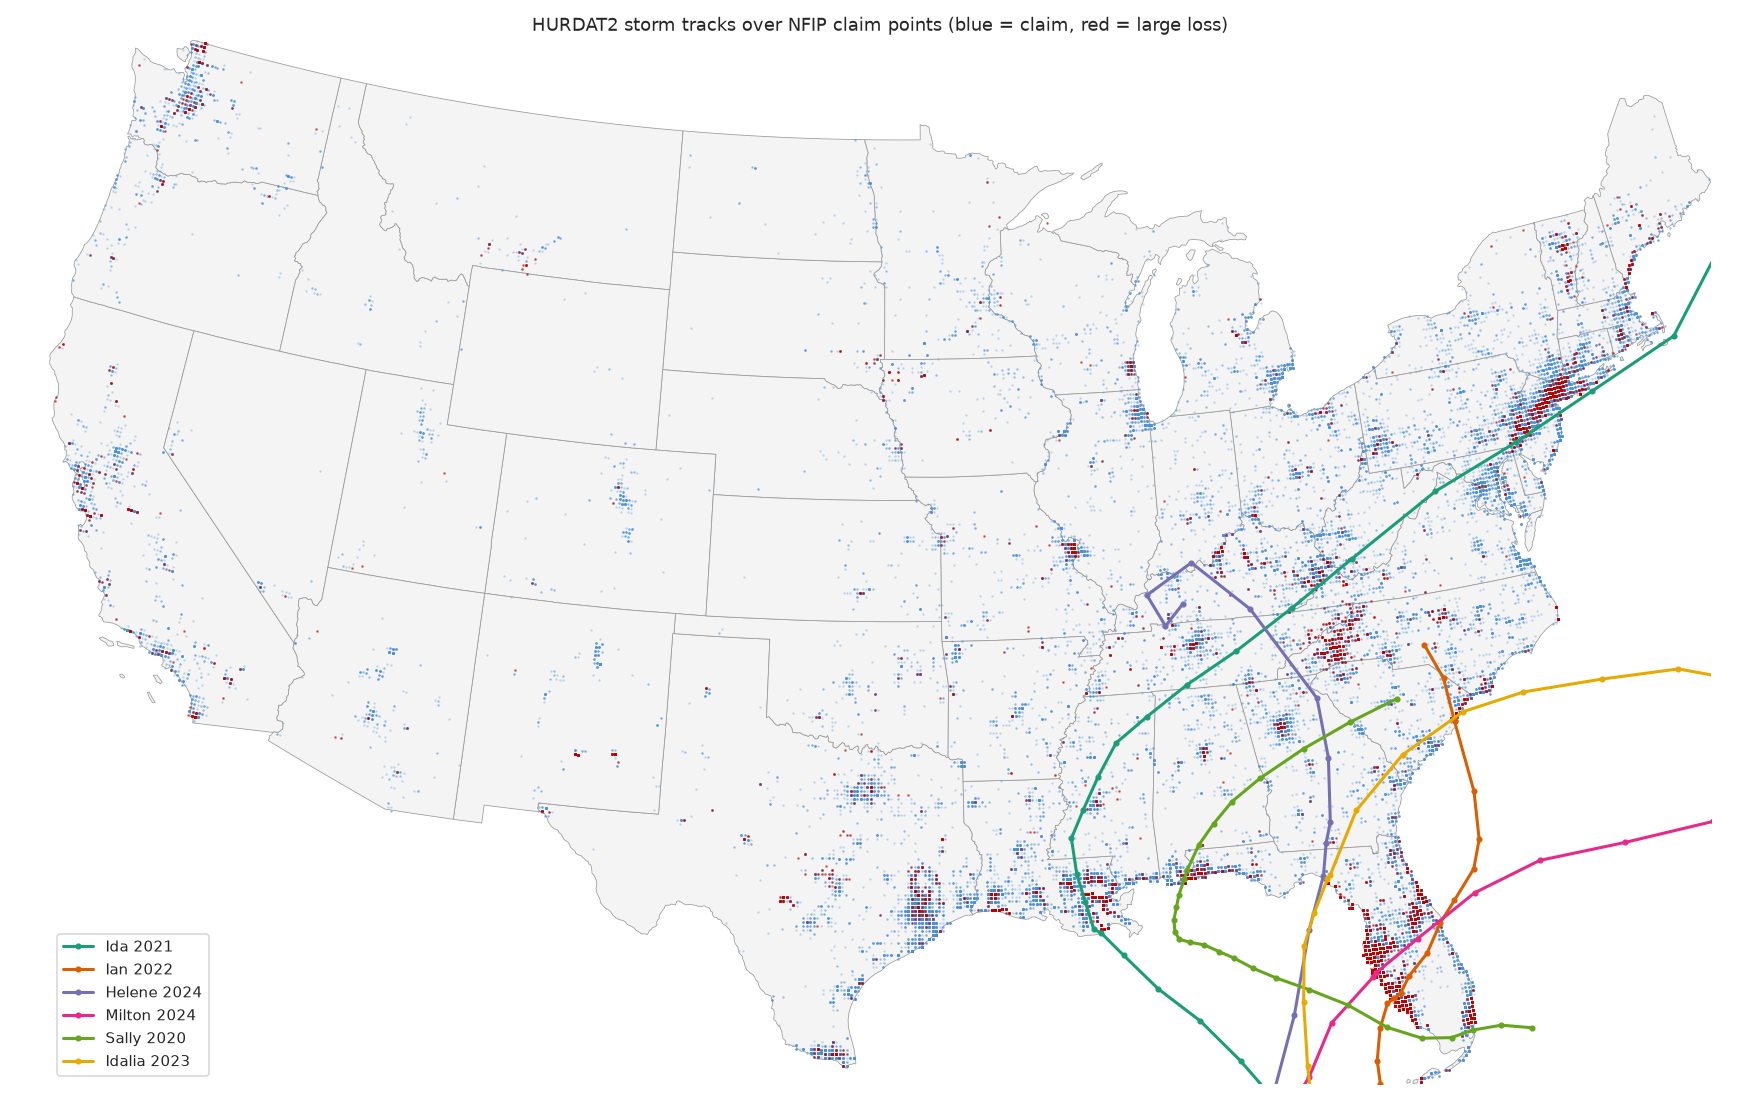 HURDAT2 storm tracks over NFIP claim points (blue = claim, red = large loss)
Ida 2021
Ian 2022
Helene 2024
Milton 2024
Sally 2020
Idalia 2023